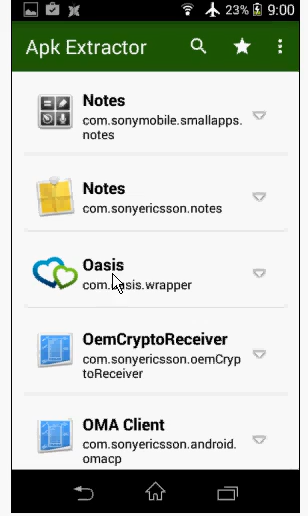 23% 9:00
Apk Extractor
Notes
com.sonymobile.smallapps.
notes
Notes
com.sonyericsson.notes
Oasis
com.oasis.wrapper
OemCryptoReceiver
com.sonyericsson.oemCryp
toReceiver
OMA Client
com.sonyericsson.android.
omacp